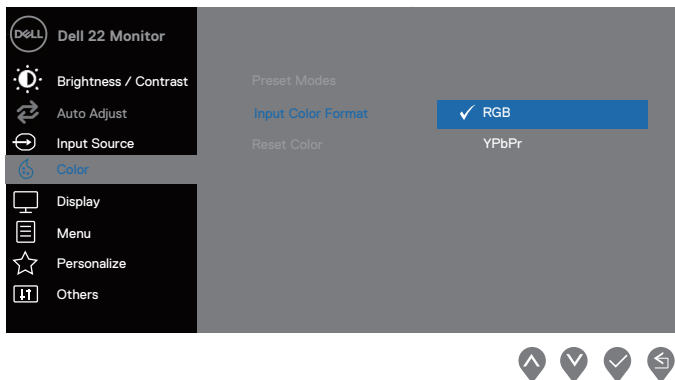 DELL Dell 22 Monitor
Brightness / Contrast
Auto Adjust
Input Source
Color
Display
Menu
Personalize
Others
Preset Modes
Input Color Format
Reset Color
RGB
YPbPr